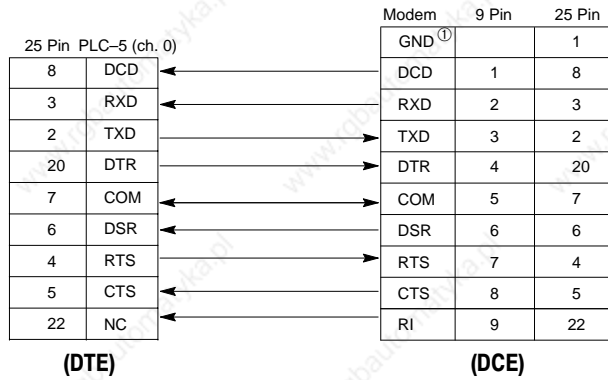 Modem 9 Pin 25 Pin
25 Pin PLC–5 (ch. 0)
GND① 1
8 DCD DCD 1 8
3 RXD RXD 2 3
2 TXD TXD 3 2
20 DTR DTR 4 20
7 COM COM 5 7
6 DSR DSR 6 6
4 RTS RTS 7 4
5 CTS CTS 8 5
22 NC RI 9 22
(DTE) (DCE)
www.rgbautomatyka.pl